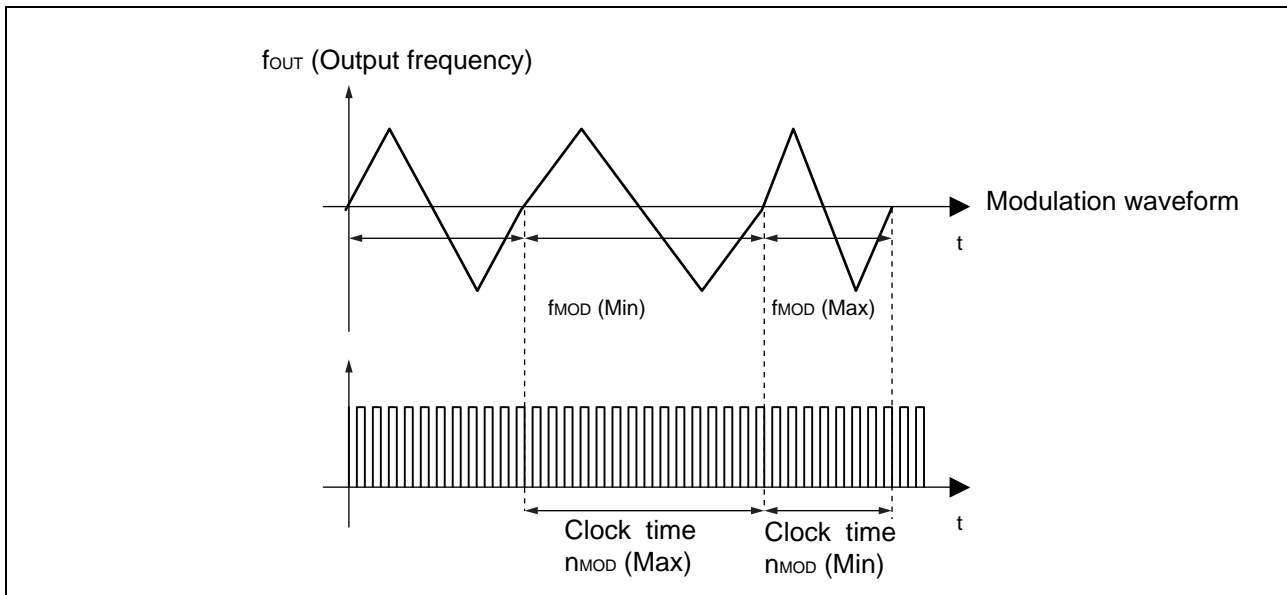 fOUT (Output frequency)
Modulation waveform
t
fMOD (Min)
fMOD (Max)
t
Clock time
nMOD (Max)
Clock time
nMOD (Min)